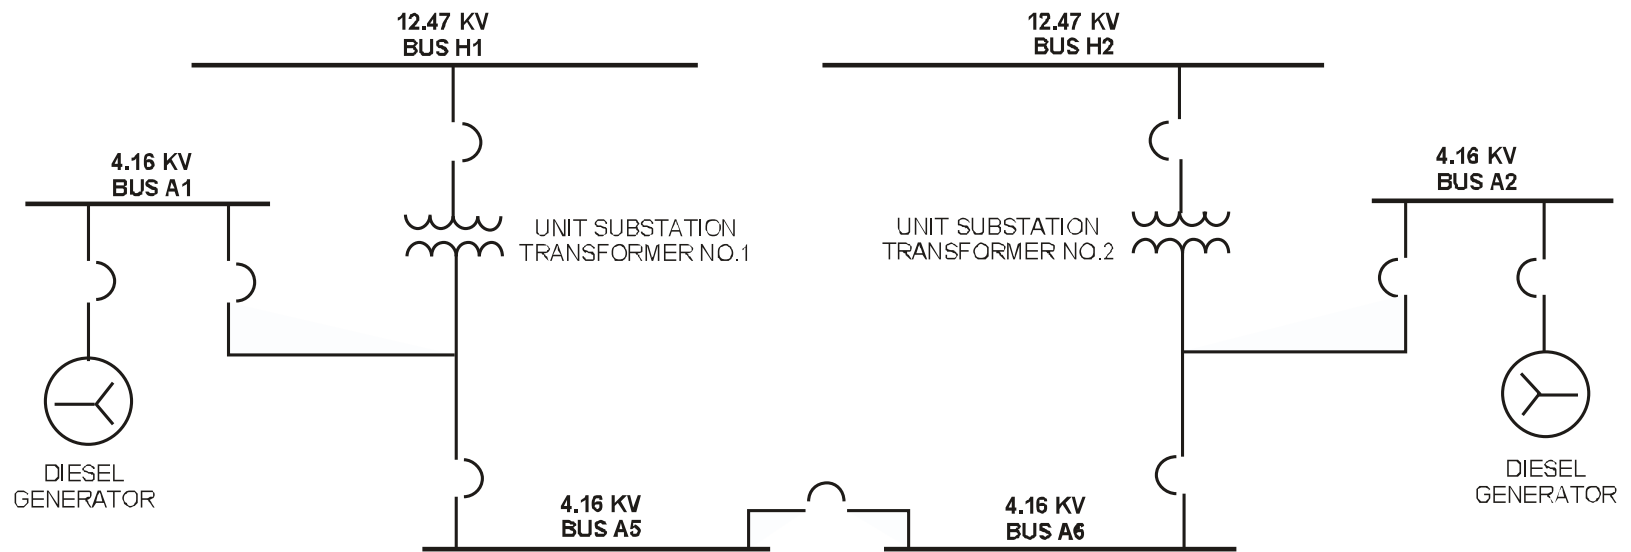 12.47 KV
BUS H1
12.47 KV
BUS H2
4.16 KV
BUS A1
4.16 KV
BUS A2
UNIT SUBSTATION
TRANSFORMER NO.1
UNIT SUBSTATION
TRANSFORMER NO.2
DIESEL
GENERATOR
DIESEL
GENERATOR
4.16 KV
BUS A5
4.16 KV
BUS A6